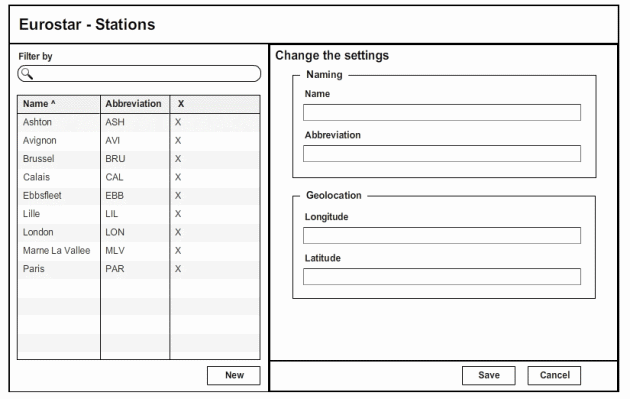 Eurostar - Stations
Filter by
Name ^ Abbreviation X
Ashton ASH X
Avignon AVI X
Brussel BRU X
Calais CAL X
Ebbsfleet EBB X
Lille LIL X
London LON X
Marne La Vallee MLV X
Paris PAR X
New
Change the settings
Naming
Name
Abbreviation
Geolocation
Longitude
Latitude
Save Cancel